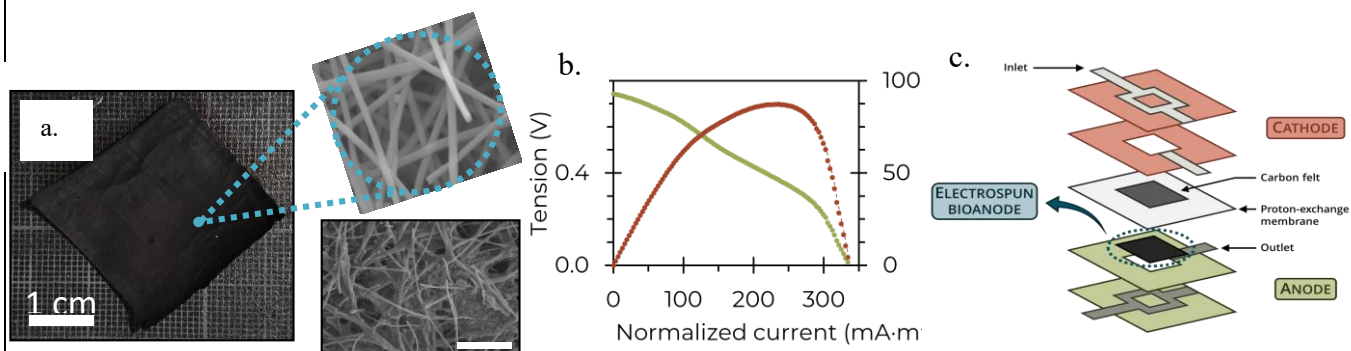 a.
1 cm
b.
Tension (V)
0.4
0.0
100
50
0
0
100
200
300
Normalized current (mA·m
c.
Inlet
CATHODE
Carbon felt
ELECTROSPUN
BIOANODE
Proton-exchange
membrane
Outlet
ANODE